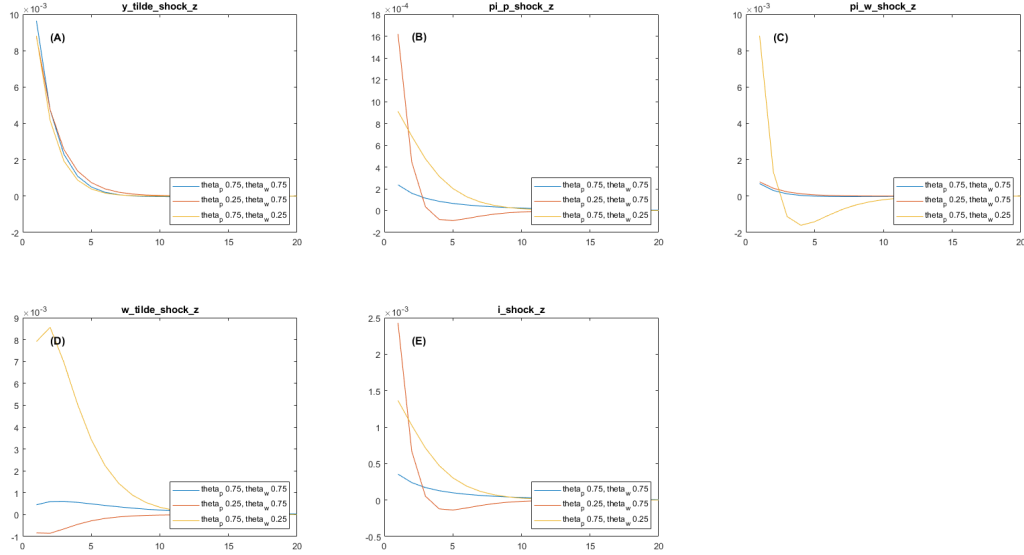 y_tilde_shock_z
×10⁻³
10
8
6
4
2
0
-2
0 5 10 15 20
(A)
theta_p 0.75, theta_w 0.75
theta_p 0.25, theta_w 0.75
theta_p 0.75, theta_w 0.25
pi_p_shock_z
×10⁻⁴
18
16
14
12
10
8
6
4
2
0
-2
0 5 10 15 20
(B)
theta_p 0.75, theta_w 0.75
theta_p 0.25, theta_w 0.75
theta_p 0.75, theta_w 0.25
pi_w_shock_z
×10⁻³
10
8
6
4
2
0
-2
0 5 10 15 20
(C)
theta_p 0.75, theta_w 0.75
theta_p 0.25, theta_w 0.75
theta_p 0.75, theta_w 0.25
w_tilde_shock_z
×10⁻³
9
8
7
6
5
4
3
2
1
0
-1
0 5 10 15 20
(D)
theta_p 0.75, theta_w 0.75
theta_p 0.25, theta_w 0.75
theta_p 0.75, theta_w 0.25
i_shock_z
×10⁻³
2.5
2
1.5
1
0.5
0
-0.5
0 5 10 15 20
(E)
theta_p 0.75, theta_w 0.75
theta_p 0.25, theta_w 0.75
theta_p 0.75, theta_w 0.25